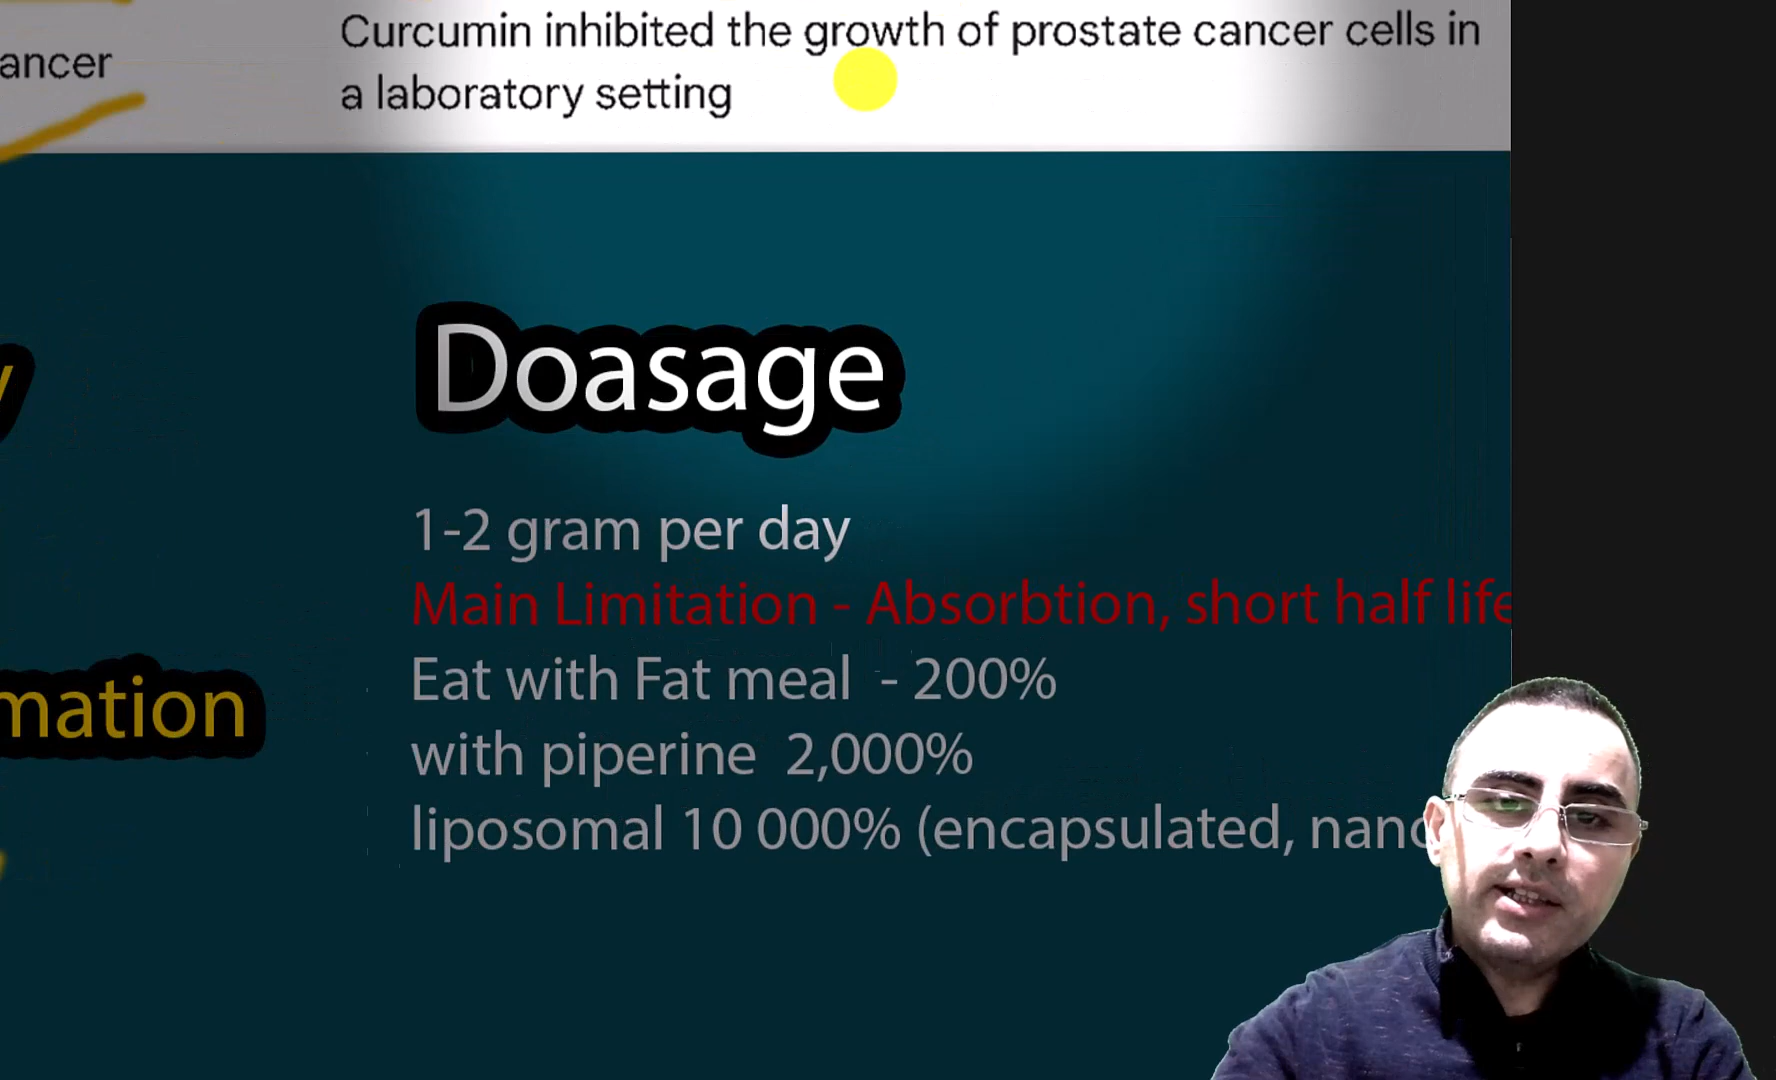 Curcumin inhibited the growth of prostate cancer cells in
a laboratory setting
ancer
Doasage
1-2 gram per day
Main Limitation - Absorbtion, short half life
Eat with Fat meal - 200%
with piperine 2,000%
mation
liposomal 10 000% (encapsulated, nano